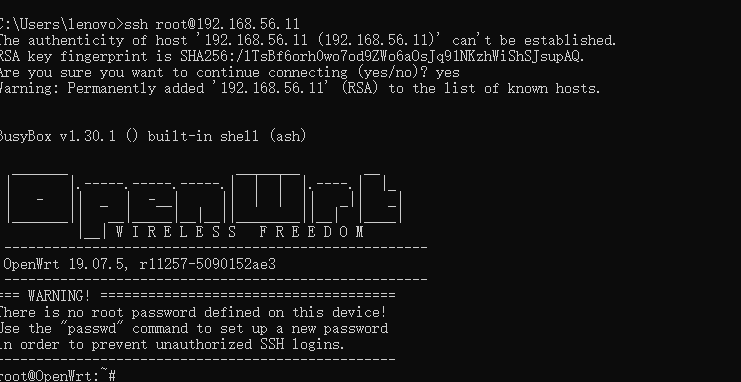 C:\Users\lenovo>ssh root@192.168.56.11
The authenticity of host '192.168.56.11 (192.168.56.11)' can't be established.
RSA key fingerprint is SHA256:/1TsBf6orh0wo7od9ZWo6aOsJq91NKzhWiShSJsupAQ.
Are you sure you want to continue connecting (yes/no)? yes
Warning: Permanently added '192.168.56.11' (RSA) to the list of known hosts.
BusyBox v1.30.1 () built-in shell (ash)
OpenWrt
W I R E L E S S   F R E E D O M
-----------------------------------------------------
OpenWrt 19.07.5, r11257-5090152ae3
-----------------------------------------------------
=== WARNING! =====================================
There is no root password defined on this device!
Use the "passwd" command to set up a new password
in order to prevent unauthorized SSH logins.
--------------------------------------------------
root@OpenWrt:~#